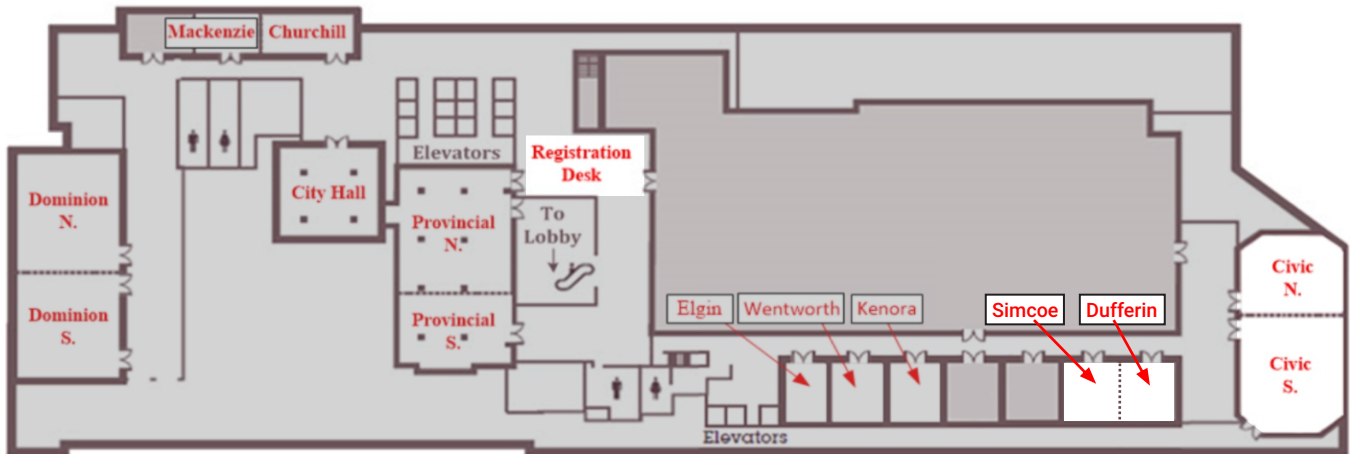 Mackenzie
Churchill
Elevators
Registration
Desk
Dominion
N.
City Hall
Provincial
N.
To
Lobby
Civic
N.
Dominion
S.
Provincial
S.
Elgin
Wentworth
Kenora
Simcoe
Dufferin
Civic
S.
Elevators